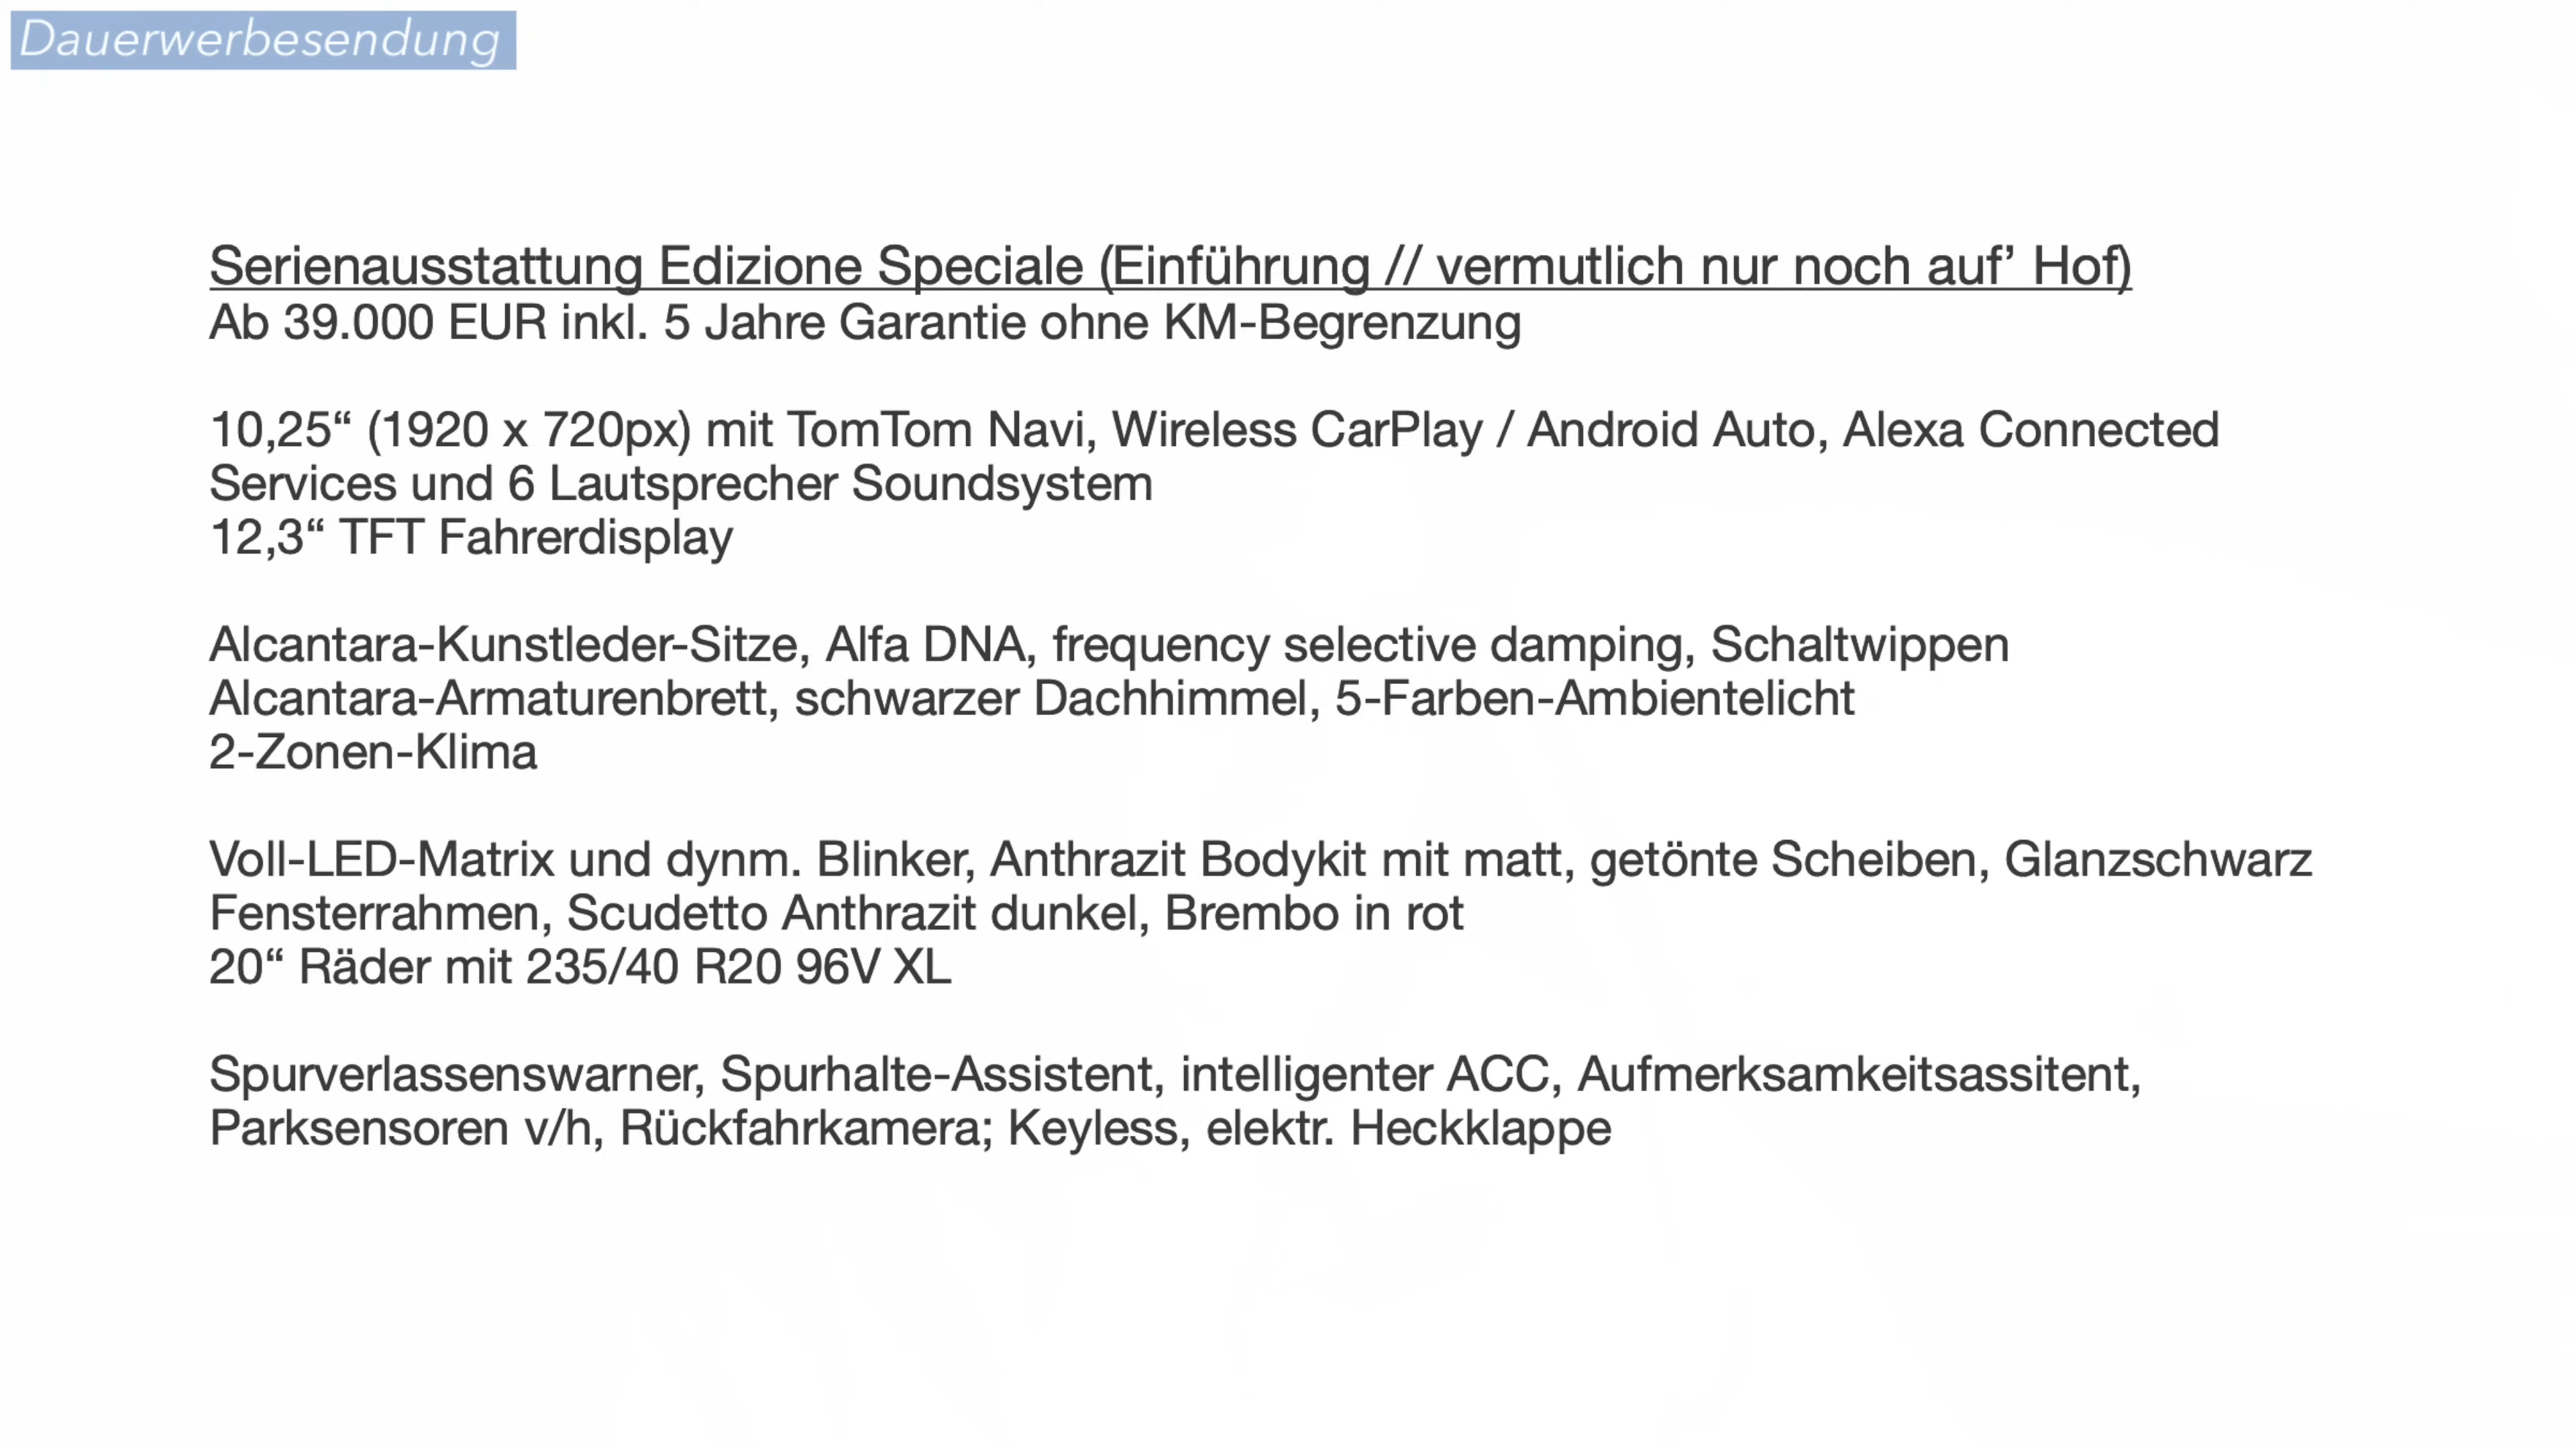 Dauerwerbesendung
Serienausstattung Edizione Speciale (Einführung // vermutlich nur noch auf’ Hof)
Ab 39.000 EUR inkl. 5 Jahre Garantie ohne KM-Begrenzung
10,25“ (1920 x 720px) mit TomTom Navi, Wireless CarPlay / Android Auto, Alexa Connected
Services und 6 Lautsprecher Soundsystem
12,3“ TFT Fahrerdisplay
Alcantara-Kunstleder-Sitze, Alfa DNA, frequency selective damping, Schaltwippen
Alcantara-Armaturenbrett, schwarzer Dachhimmel, 5-Farben-Ambientelicht
2-Zonen-Klima
Voll-LED-Matrix und dynm. Blinker, Anthrazit Bodykit mit matt, getönte Scheiben, Glanzschwarz
Fensterrahmen, Scudetto Anthrazit dunkel, Brembo in rot
20“ Räder mit 235/40 R20 96V XL
Spurverlassenswarner, Spurhalte-Assistent, intelligenter ACC, Aufmerksamkeitsassitent,
Parksensoren v/h, Rückfahrkamera; Keyless, elektr. Heckklappe